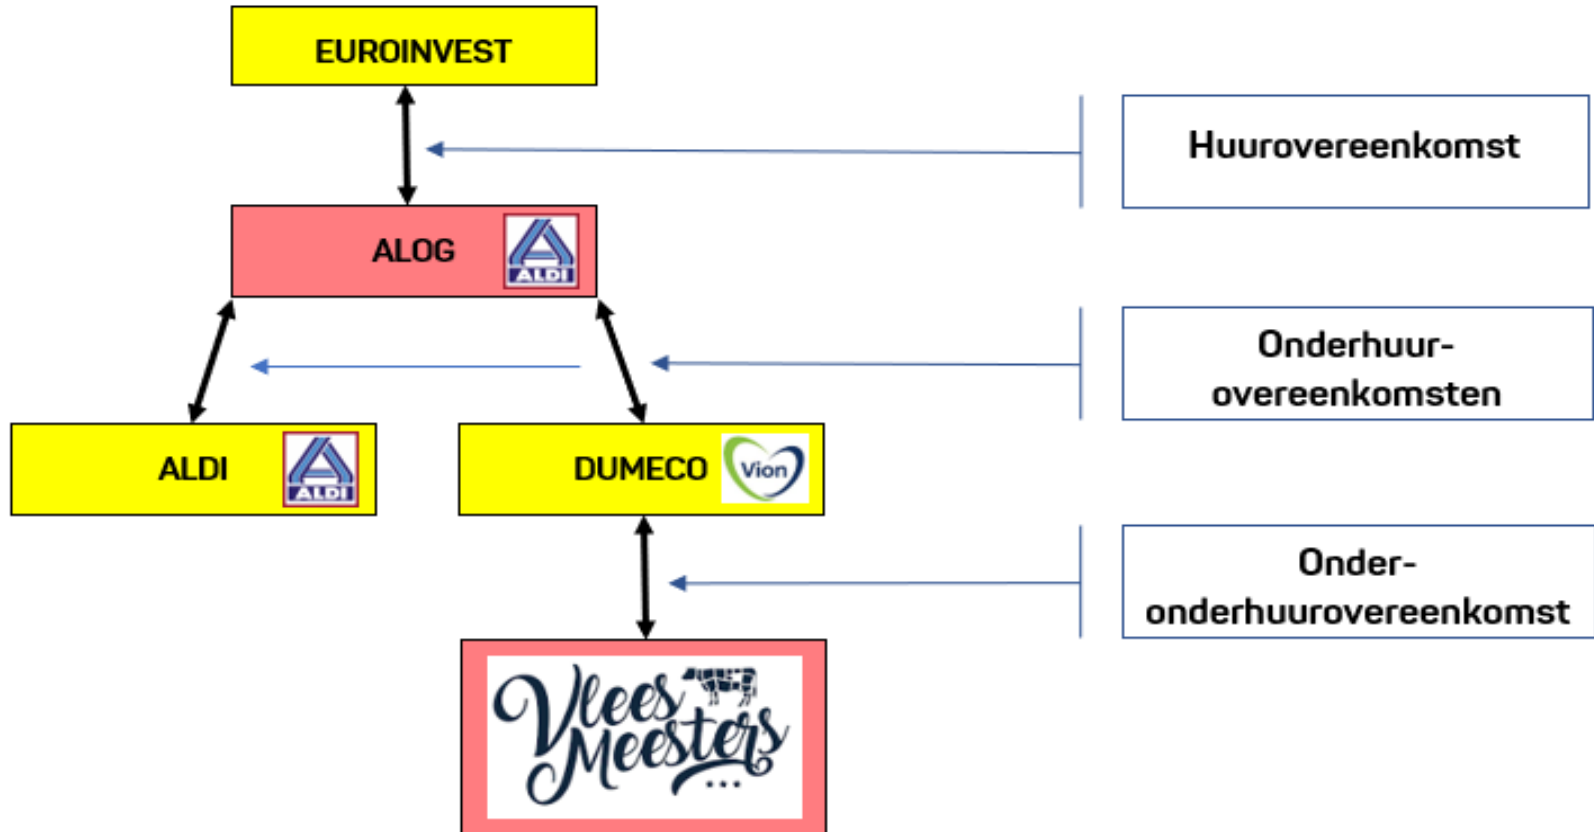 EUROINVEST
Huurovereenkomst
ALOG
ALDI
Onderhuur-
overeenkomsten
ALDI
ALDI
DUMECO
Vion
Onder-
onderhuurovereenkomst
Vlees
Meesters
...